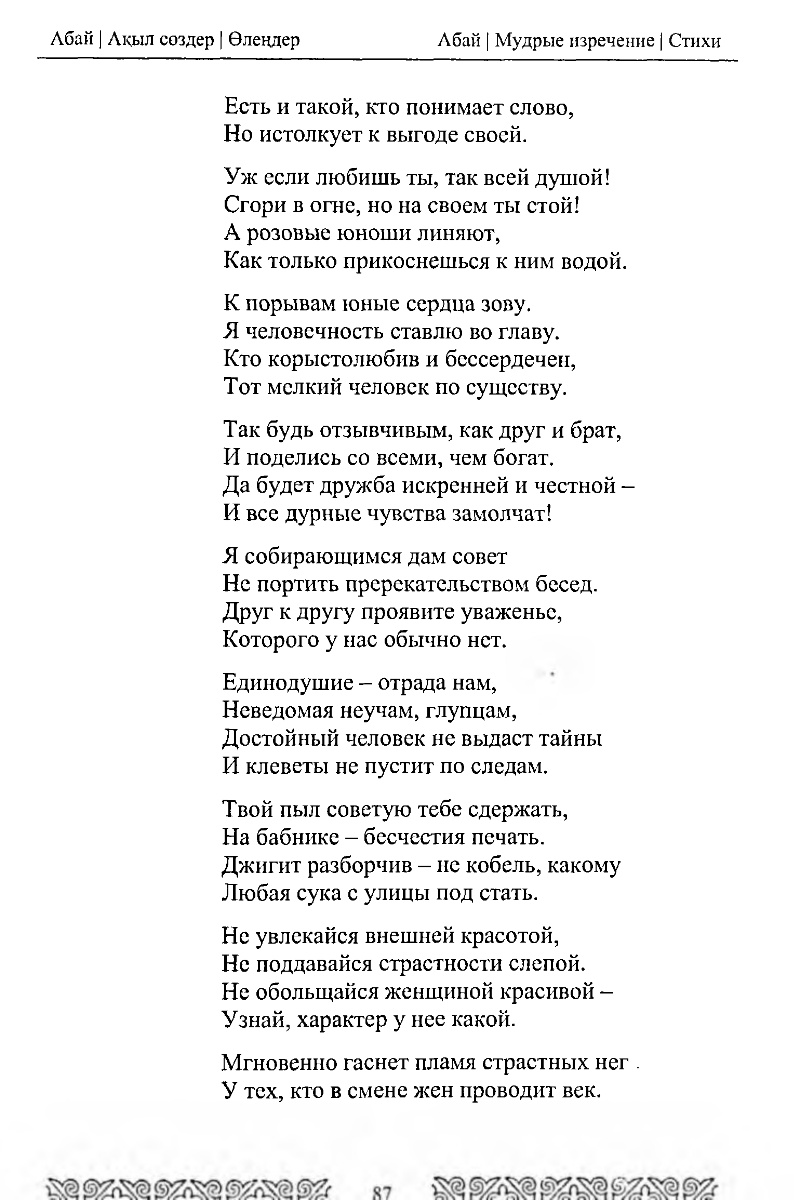 Абай | Ақыл сөздер | Өлеңдер Абай | Мудрые изречение | Стихи
Есть и такой, кто понимает слово,
Но истолкует к выгоде своей.
Уж если любишь ты, так всей душой!
Сгори в огне, но на своем ты стой!
А розовые юноши линяют,
Как только прикоснешься к ним водой.
К порывам юные сердца зову.
Я человечность ставлю во главу.
Кто корыстолюбив и бессердечен,
Тот мелкий человек по существу.
Так будь отзывчивым, как друг и брат,
И поделись со всеми, чем богат.
Да будет дружба искренней и честной –
И все дурные чувства замолчат!
Я собирающимся дам совет
Не портить пререкательством бесед.
Друг к другу проявите уваженье,
Которого у нас обычно нет.
Единодушие – отрада нам,
Неведомая неучам, глупцам,
Достойный человек не выдаст тайны
И клеветы не пустит по следам.
Твой пыл советую тебе сдержать,
На бабнике – бесчестия печать.
Джигит разборчив – не кобель, какому
Любая сука с улицы под стать.
Не увлекайся внешней красотой,
Не поддавайся страстности слепой.
Не обольщайся женщиной красивой –
Узнай, характер у нее какой.
Мгновенно гаснет пламя страстных нег
У тех, кто в смене жен проводит век.
87